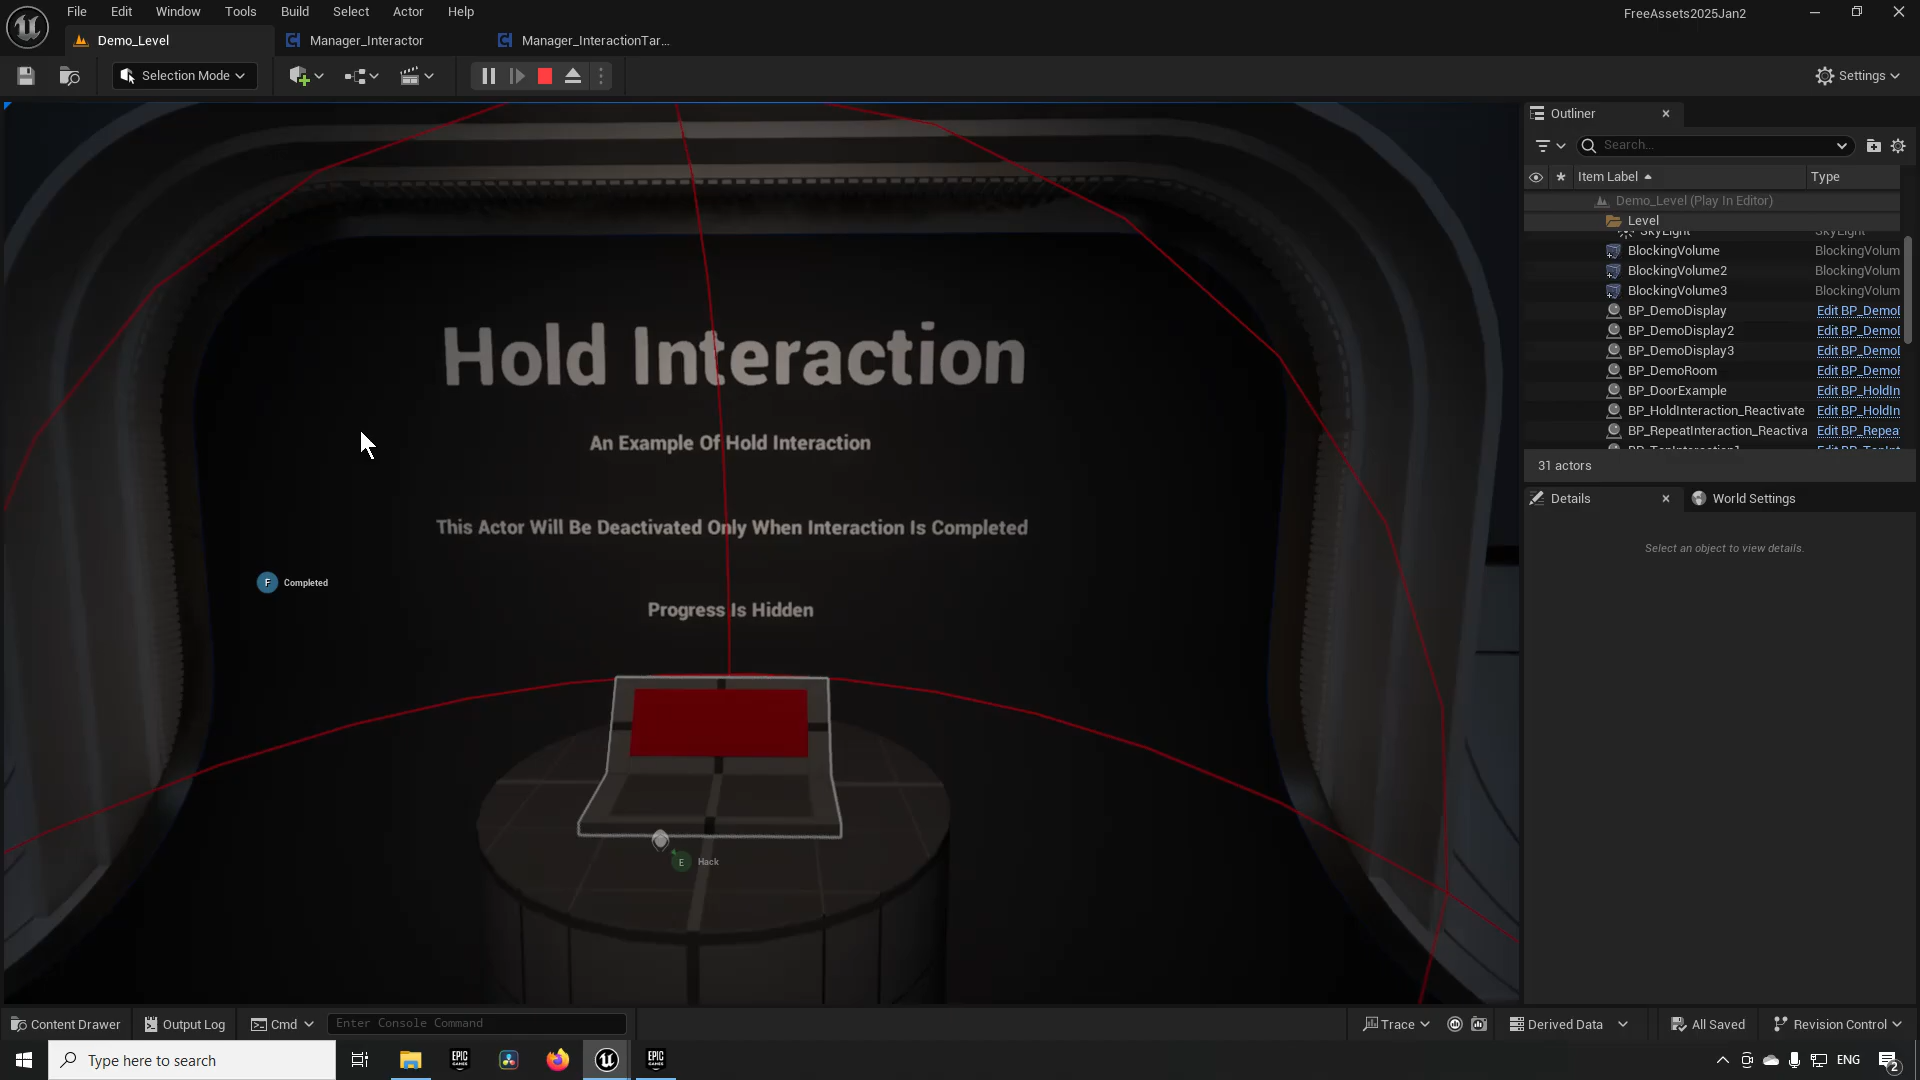 File Edit Window Tools Build Select Actor Help
FreeAssets2025Jan2
Demo_Level
Manager_Interactor
Manager_InteractionTar...
Selection Mode
Settings
Outliner
Search...
Item Label
Type
Demo_Level (Play In Editor)
Level
SkyLight SkyLight
BlockingVolume BlockingVolum
BlockingVolume2 BlockingVolum
BlockingVolume3 BlockingVolum
BP_DemoDisplay Edit BP_Demo
BP_DemoDisplay2 Edit BP_Demo
BP_DemoDisplay3 Edit BP_Demo
BP_DemoRoom Edit BP_Demo
BP_DoorExample Edit BP_HoldIn
BP_HoldInteraction_Reactivate Edit BP_HoldIn
BP_RepeatInteraction_Reactiva Edit BP_Repea
31 actors
Details
World Settings
Select an object to view details.
Hold Interaction
An Example Of Hold Interaction
This Actor Will Be Deactivated Only When Interaction Is Completed
F Completed
Progress Is Hidden
E Hack
Content Drawer
Output Log
Cmd
Enter Console Command
Trace
Derived Data
All Saved
Revision Control
Type here to search
EPIC GAMES
EPIC GAMES
ENG
2